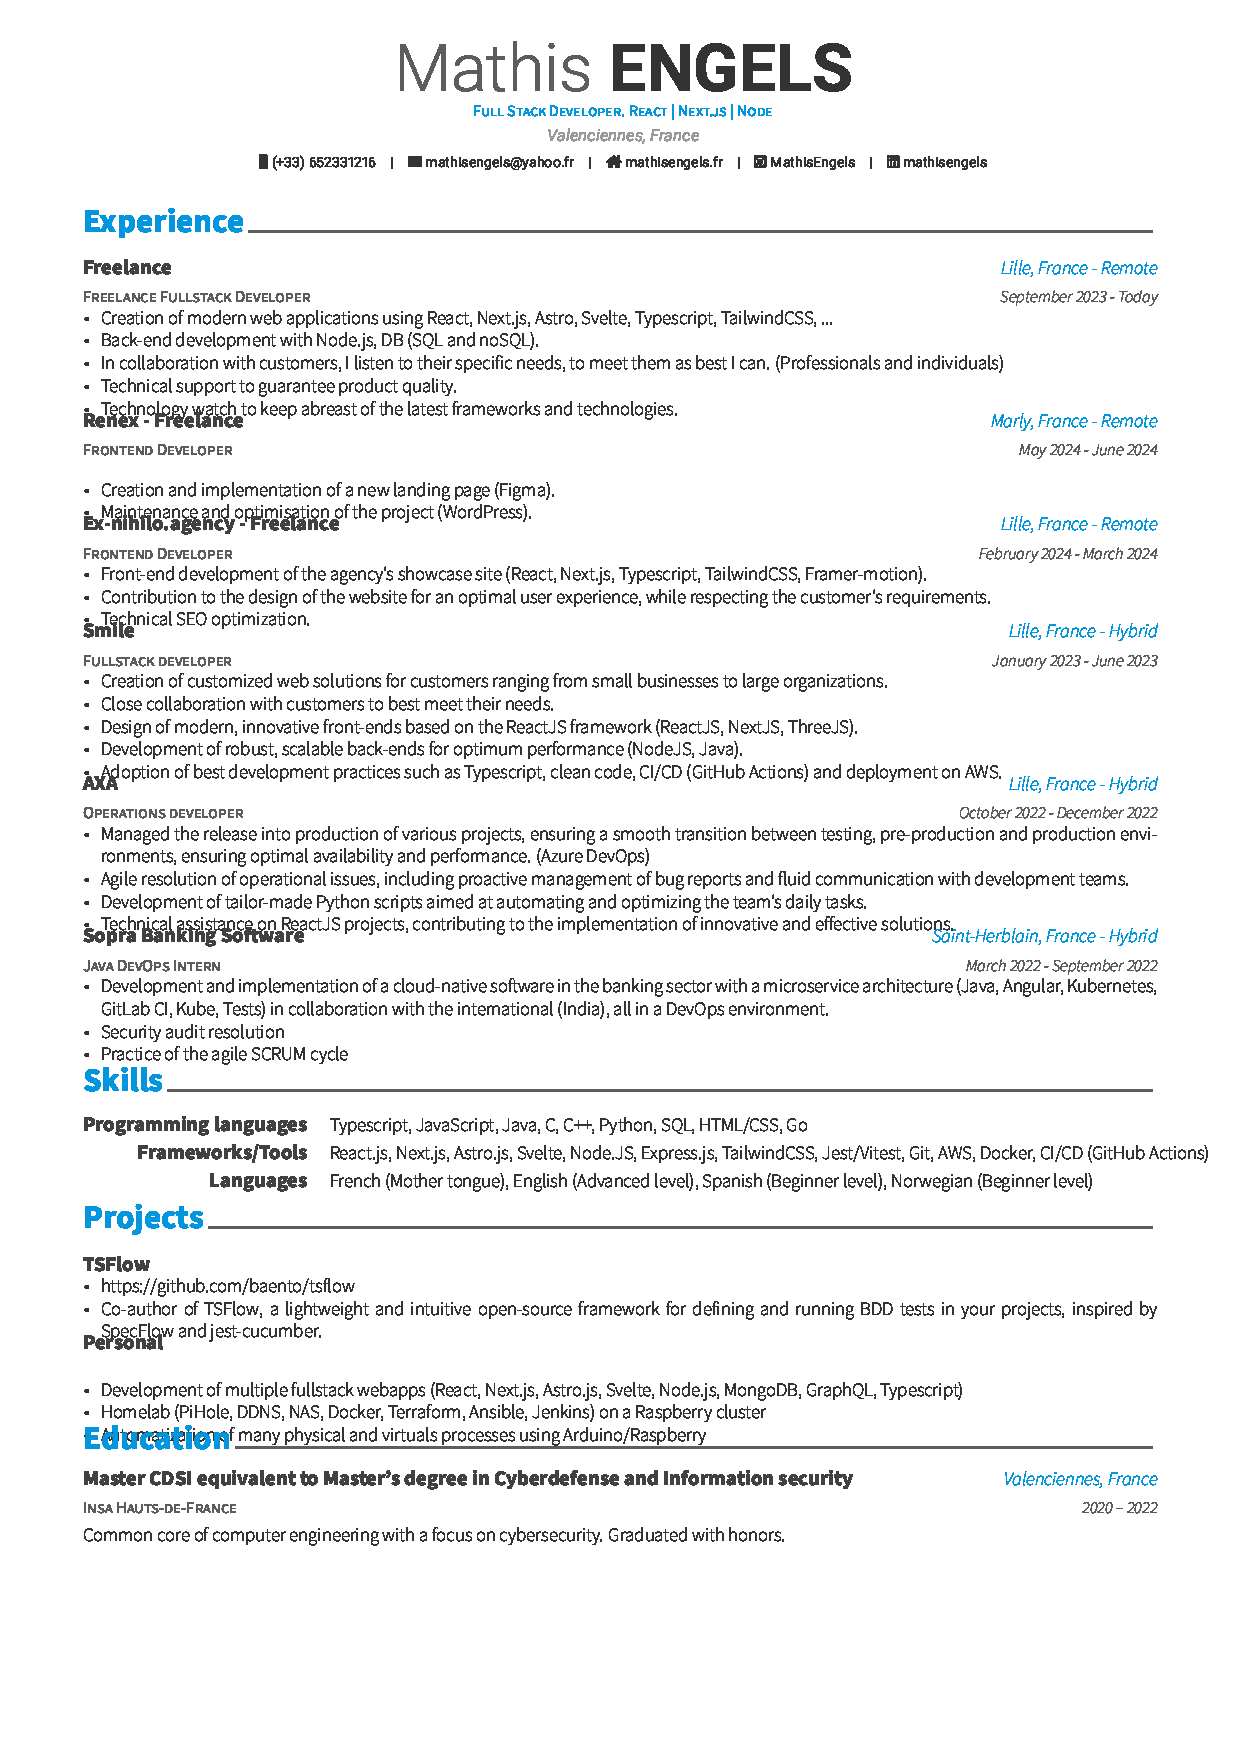 Mathis ENGELS
Full Stack Developer. React | Next.js | Node
Valenciennes, France
(+33) 652331216 | mathisengels@yahoo.fr | mathisengels.fr | MathisEngels | mathisengels
Experience
Freelance Lille, France - Remote
Freelance Fullstack Developer September 2023 - Today
• Creation of modern web applications using React, Next.js, Astro, Svelte, Typescript, TailwindCSS, ...
• Back-end development with Node.js, DB (SQL and noSQL).
• In collaboration with customers, I listen to their specific needs, to meet them as best I can. (Professionals and individuals)
• Technical support to guarantee product quality.
• Technology watch to keep abreast of the latest frameworks and technologies.
Renex - Freelance Marly, France - Remote
Frontend Developer May 2024 - June 2024
• Creation and implementation of a new landing page (Figma).
• Maintenance and optimisation of the project (WordPress).
Ex-nihilo.agency - Freelance Lille, France - Remote
Frontend Developer February 2024 - March 2024
• Front-end development of the agency's showcase site (React, Next.js, Typescript, TailwindCSS, Framer-motion).
• Contribution to the design of the website for an optimal user experience, while respecting the customer's requirements.
• Technical SEO optimization.
Smile Lille, France - Hybrid
Fullstack developer January 2023 - June 2023
• Creation of customized web solutions for customers ranging from small businesses to large organizations.
• Close collaboration with customers to best meet their needs.
• Design of modern, innovative front-ends based on the ReactJS framework (ReactJS, NextJS, ThreeJS).
• Development of robust, scalable back-ends for optimum performance (NodeJS, Java).
• Adoption of best development practices such as Typescript, clean code, CI/CD (GitHub Actions) and deployment on AWS.
AXA Lille, France - Hybrid
Operations developer October 2022 - December 2022
• Managed the release into production of various projects, ensuring a smooth transition between testing, pre-production and production envi-
ronments, ensuring optimal availability and performance. (Azure DevOps)
• Agile resolution of operational issues, including proactive management of bug reports and fluid communication with development teams.
• Development of tailor-made Python scripts aimed at automating and optimizing the team's daily tasks.
• Technical assistance on ReactJS projects, contributing to the implementation of innovative and effective solutions.
Sopra Banking Software Saint-Herblain, France - Hybrid
Java DevOps Intern March 2022 - September 2022
• Development and implementation of a cloud-native software in the banking sector with a microservice architecture (Java, Angular, Kubernetes,
GitLab CI, Kube, Tests) in collaboration with the international (India), all in a DevOps environment.
• Security audit resolution
• Practice of the agile SCRUM cycle
Skills
Programming languages Typescript, JavaScript, Java, C, C++, Python, SQL, HTML/CSS, Go
Frameworks/Tools React.js, Next.js, Astro.js, Svelte, Node.JS, Express.js, TailwindCSS, Jest/Vitest, Git, AWS, Docker, CI/CD (GitHub Actions)
Languages French (Mother tongue), English (Advanced level), Spanish (Beginner level), Norwegian (Beginner level)
Projects
TSFlow
• https://github.com/baento/tsflow
• Co-author of TSFlow, a lightweight and intuitive open-source framework for defining and running BDD tests in your projects, inspired by
SpecFlow and jest-cucumber.
Personal
• Development of multiple fullstack webapps (React, Next.js, Astro.js, Svelte, Node.js, MongoDB, GraphQL, Typescript)
• Homelab (PiHole, DDNS, NAS, Docker, Terraform, Ansible, Jenkins) on a Raspberry cluster
• of many physical and virtuals processes using Arduino/Raspberry
Education
Master CDSI equivalent to Master's degree in Cyberdefense and Information security Valenciennes, France
Insa Hauts-de-France 2020 – 2022
Common core of computer engineering with a focus on cybersecurity. Graduated with honors.